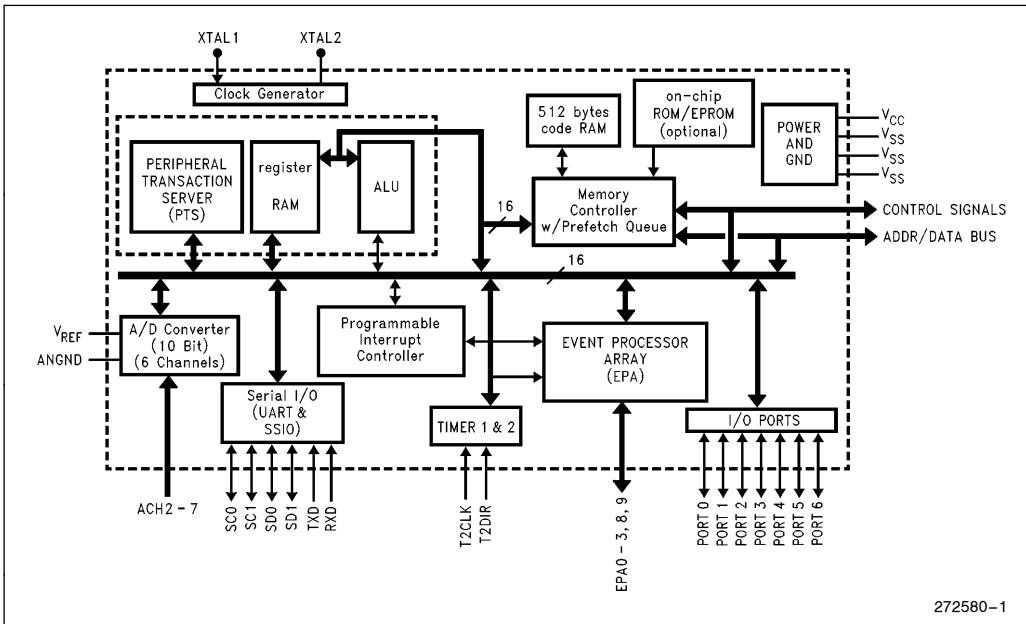 XTAL1
XTAL2
Clock Generator
512 bytes
code RAM
on-chip
ROM/EPROM
(optional)
POWER
AND
GND
VCC
VSS
VSS
VSS
PERIPHERAL
TRANSACTION
SERVER
(PTS)
register
RAM
ALU
16
Memory
Controller
w/Prefetch Queue
CONTROL SIGNALS
ADDR/DATA BUS
16
VREF
ANGND
A/D Converter
(10 Bit)
(6 Channels)
Programmable
Interrupt
Controller
EVENT PROCESSOR
ARRAY
(EPA)
Serial I/O
(UART &
SSIO)
TIMER 1 & 2
I/O PORTS
ACH2 - 7
SC0
SC1
SD0
SD1
TXD
RXD
T2CLK
T2DIR
EPA0 - 3, 8, 9
PORT 0
PORT 1
PORT 2
PORT 3
PORT 4
PORT 5
PORT 6
272580-1